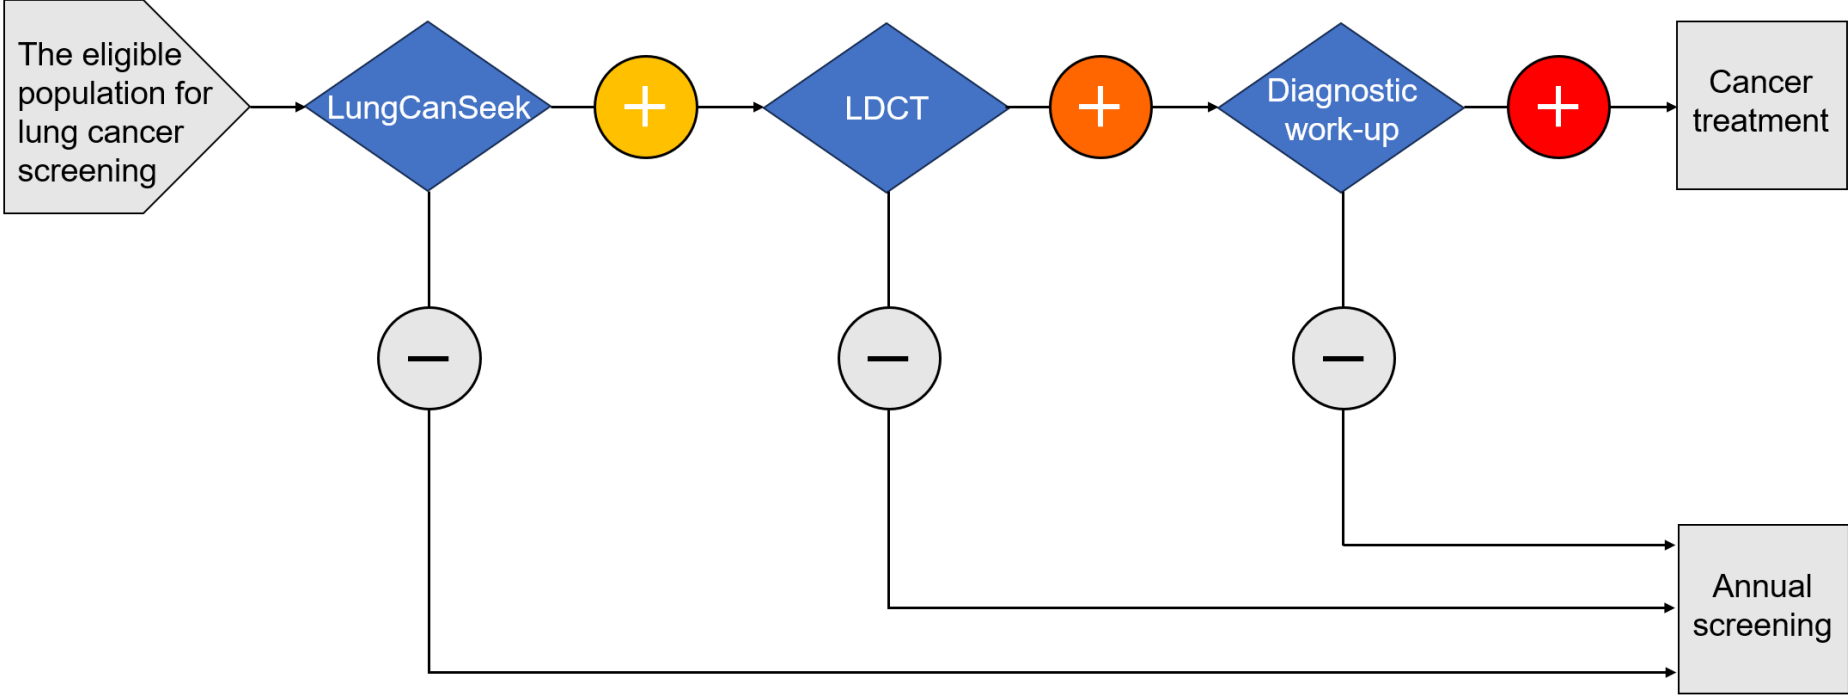 The eligible
population for
lung cancer
screening
LungCanSeek
+
LDCT
+
Diagnostic
work-up
+
Cancer
treatment
−
−
−
Annual
screening